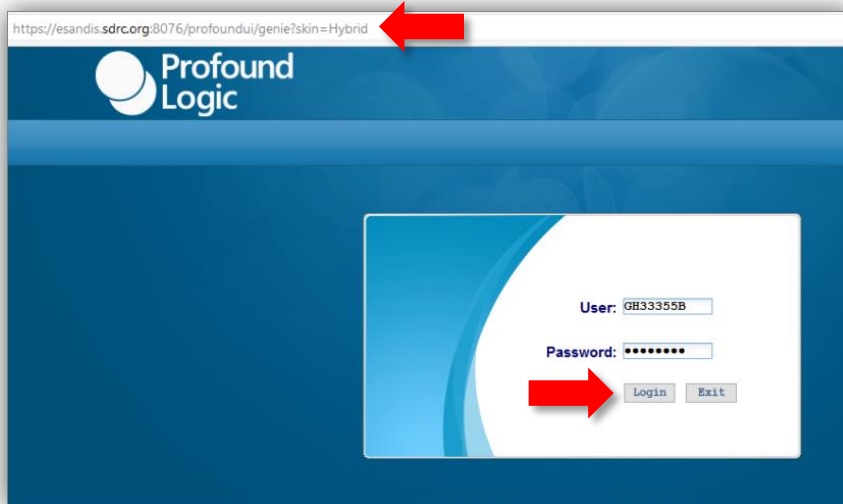 https://esandis.sdrc.org:8076/profoundui/genie?skin=Hybrid
Profound
Logic
User: GH33355B
Password: ●●●●●●●●
Login Exit